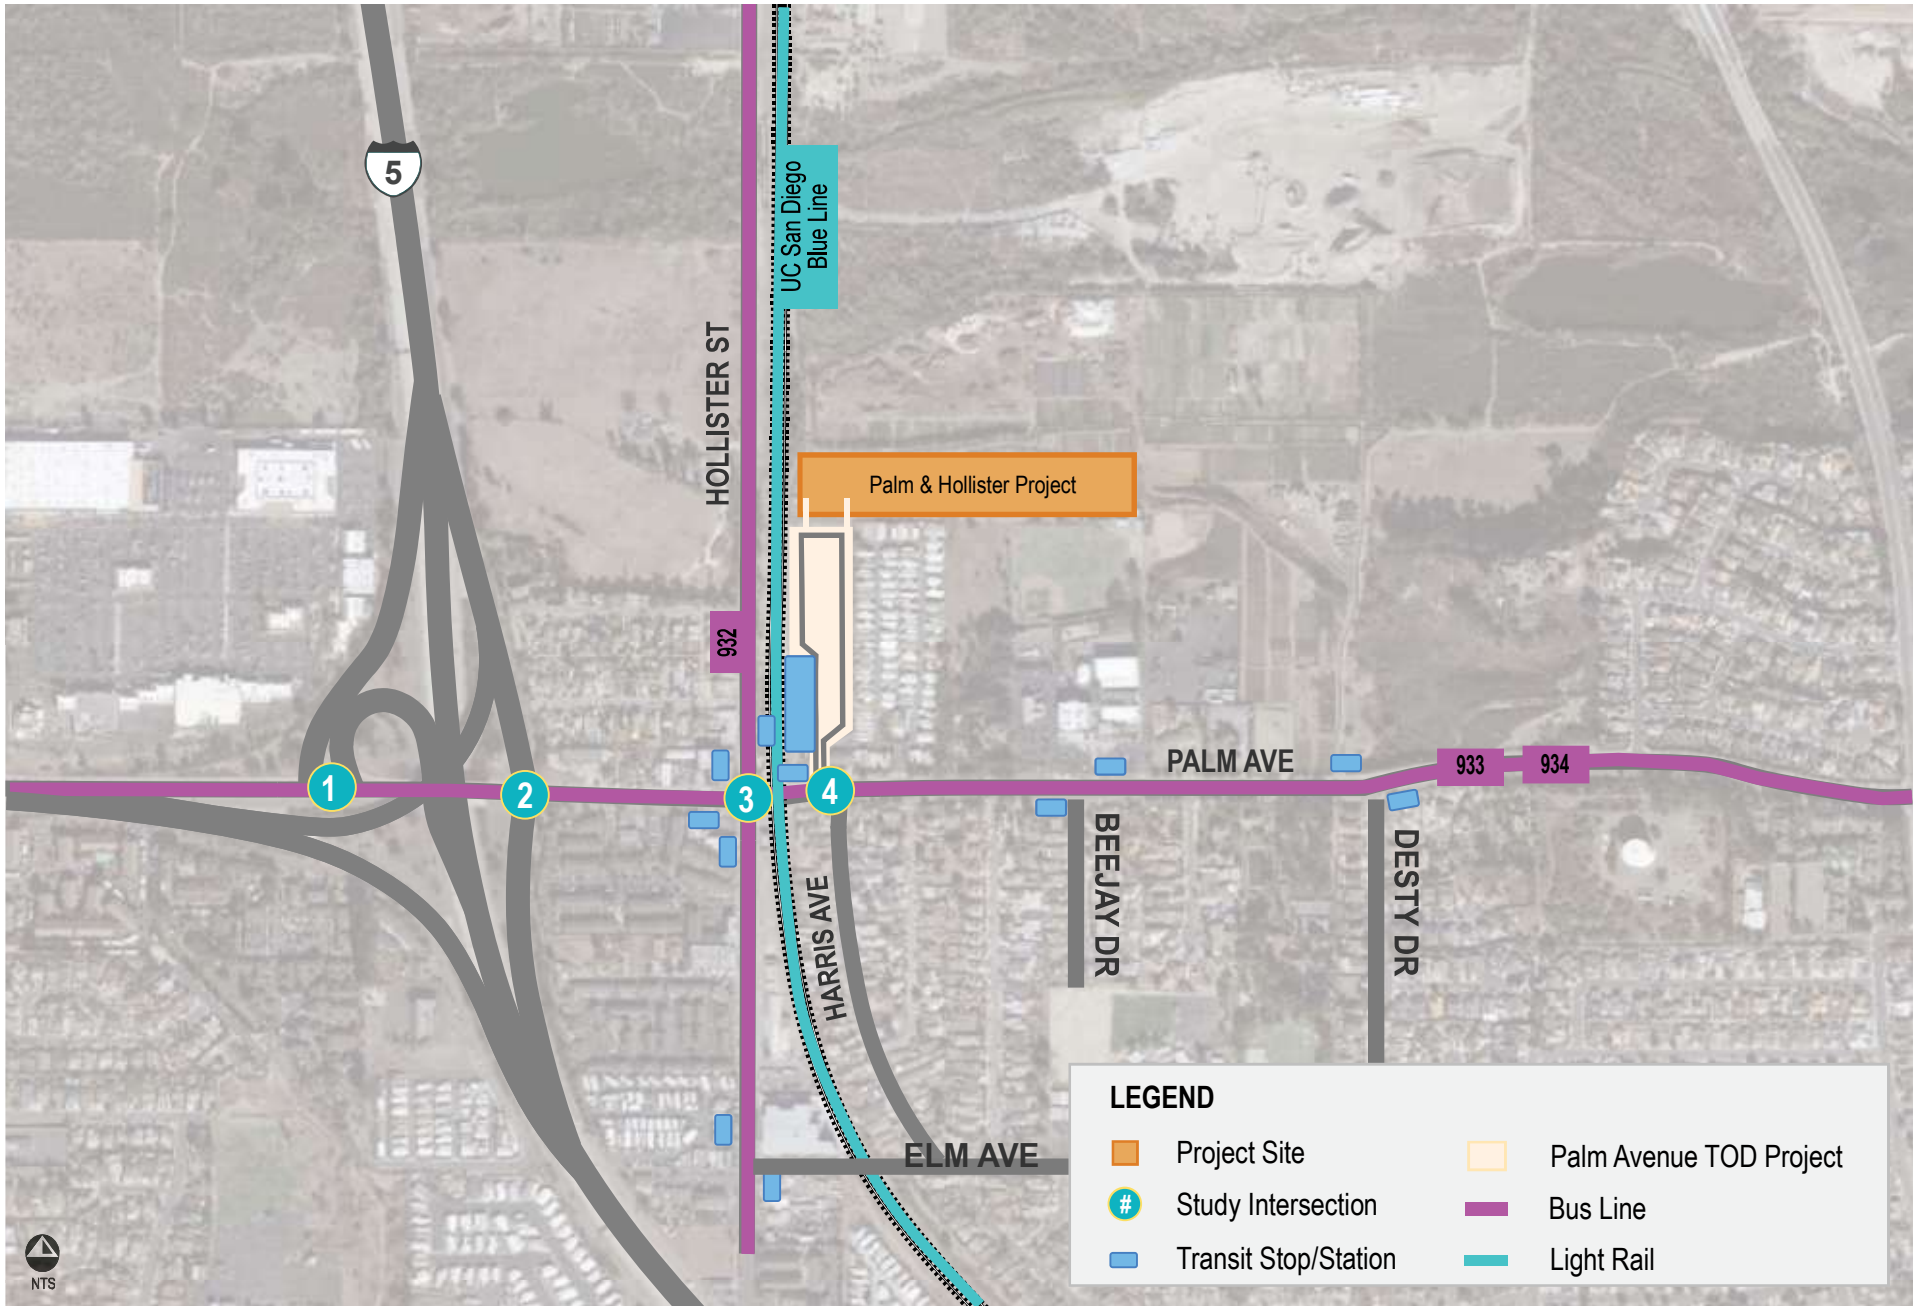 5
UC San Diego
Blue Line
HOLLISTER ST
Palm & Hollister Project
932
PALM AVE
933
934
1
2
3
4
BEEJAY DR
DESTY DR
HARRIS AVE
ELM AVE
LEGEND
Project Site
Palm Avenue TOD Project
# Study Intersection
Bus Line
Transit Stop/Station
Light Rail
NTS